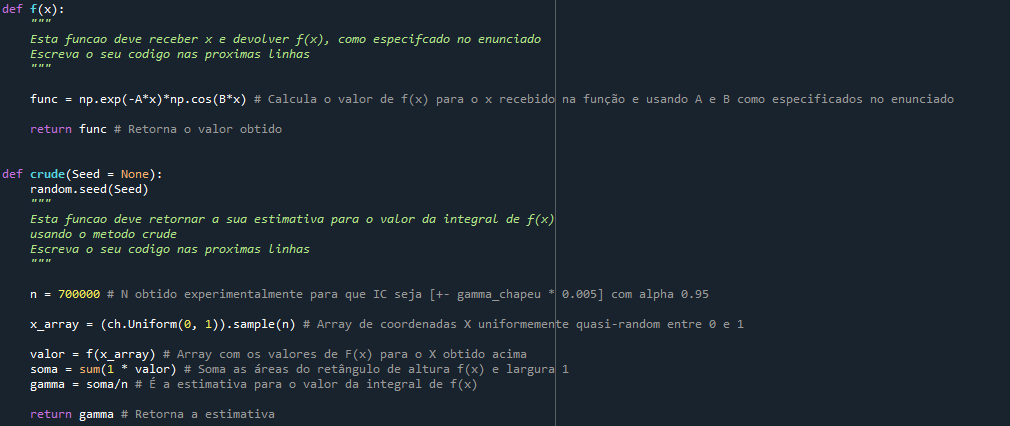 def f(x):
"""
Esta funcao deve receber x e devolver f(x), como especifcado no enunciado
Escreva o seu codigo nas proximas linhas
"""
func = np.exp(-A*x)*np.cos(B*x) # Calcula o valor de f(x) para o x recebido na função e usando A e B como especificados no enunciado
return func # Retorna o valor obtido
def crude(Seed = None):
random.seed(Seed)
"""
Esta funcao deve retornar a sua estimativa para o valor da integral de f(x)
usando o metodo crude
Escreva o seu codigo nas proximas linhas
"""
n = 700000 # N obtido experimentalmente para que IC seja [+- gamma_chapeu * 0.005] com alpha 0.95
x_array = (ch.Uniform(0, 1)).sample(n) # Array de coordenadas X uniformemente quasi-random entre 0 e 1
valor = f(x_array) # Array com os valores de F(x) para o X obtido acima
soma = sum(1 * valor) # Soma as áreas do retângulo de altura f(x) e largura 1
gamma = soma/n # É a estimativa para o valor da integral de f(x)
return gamma # Retorna a estimativa